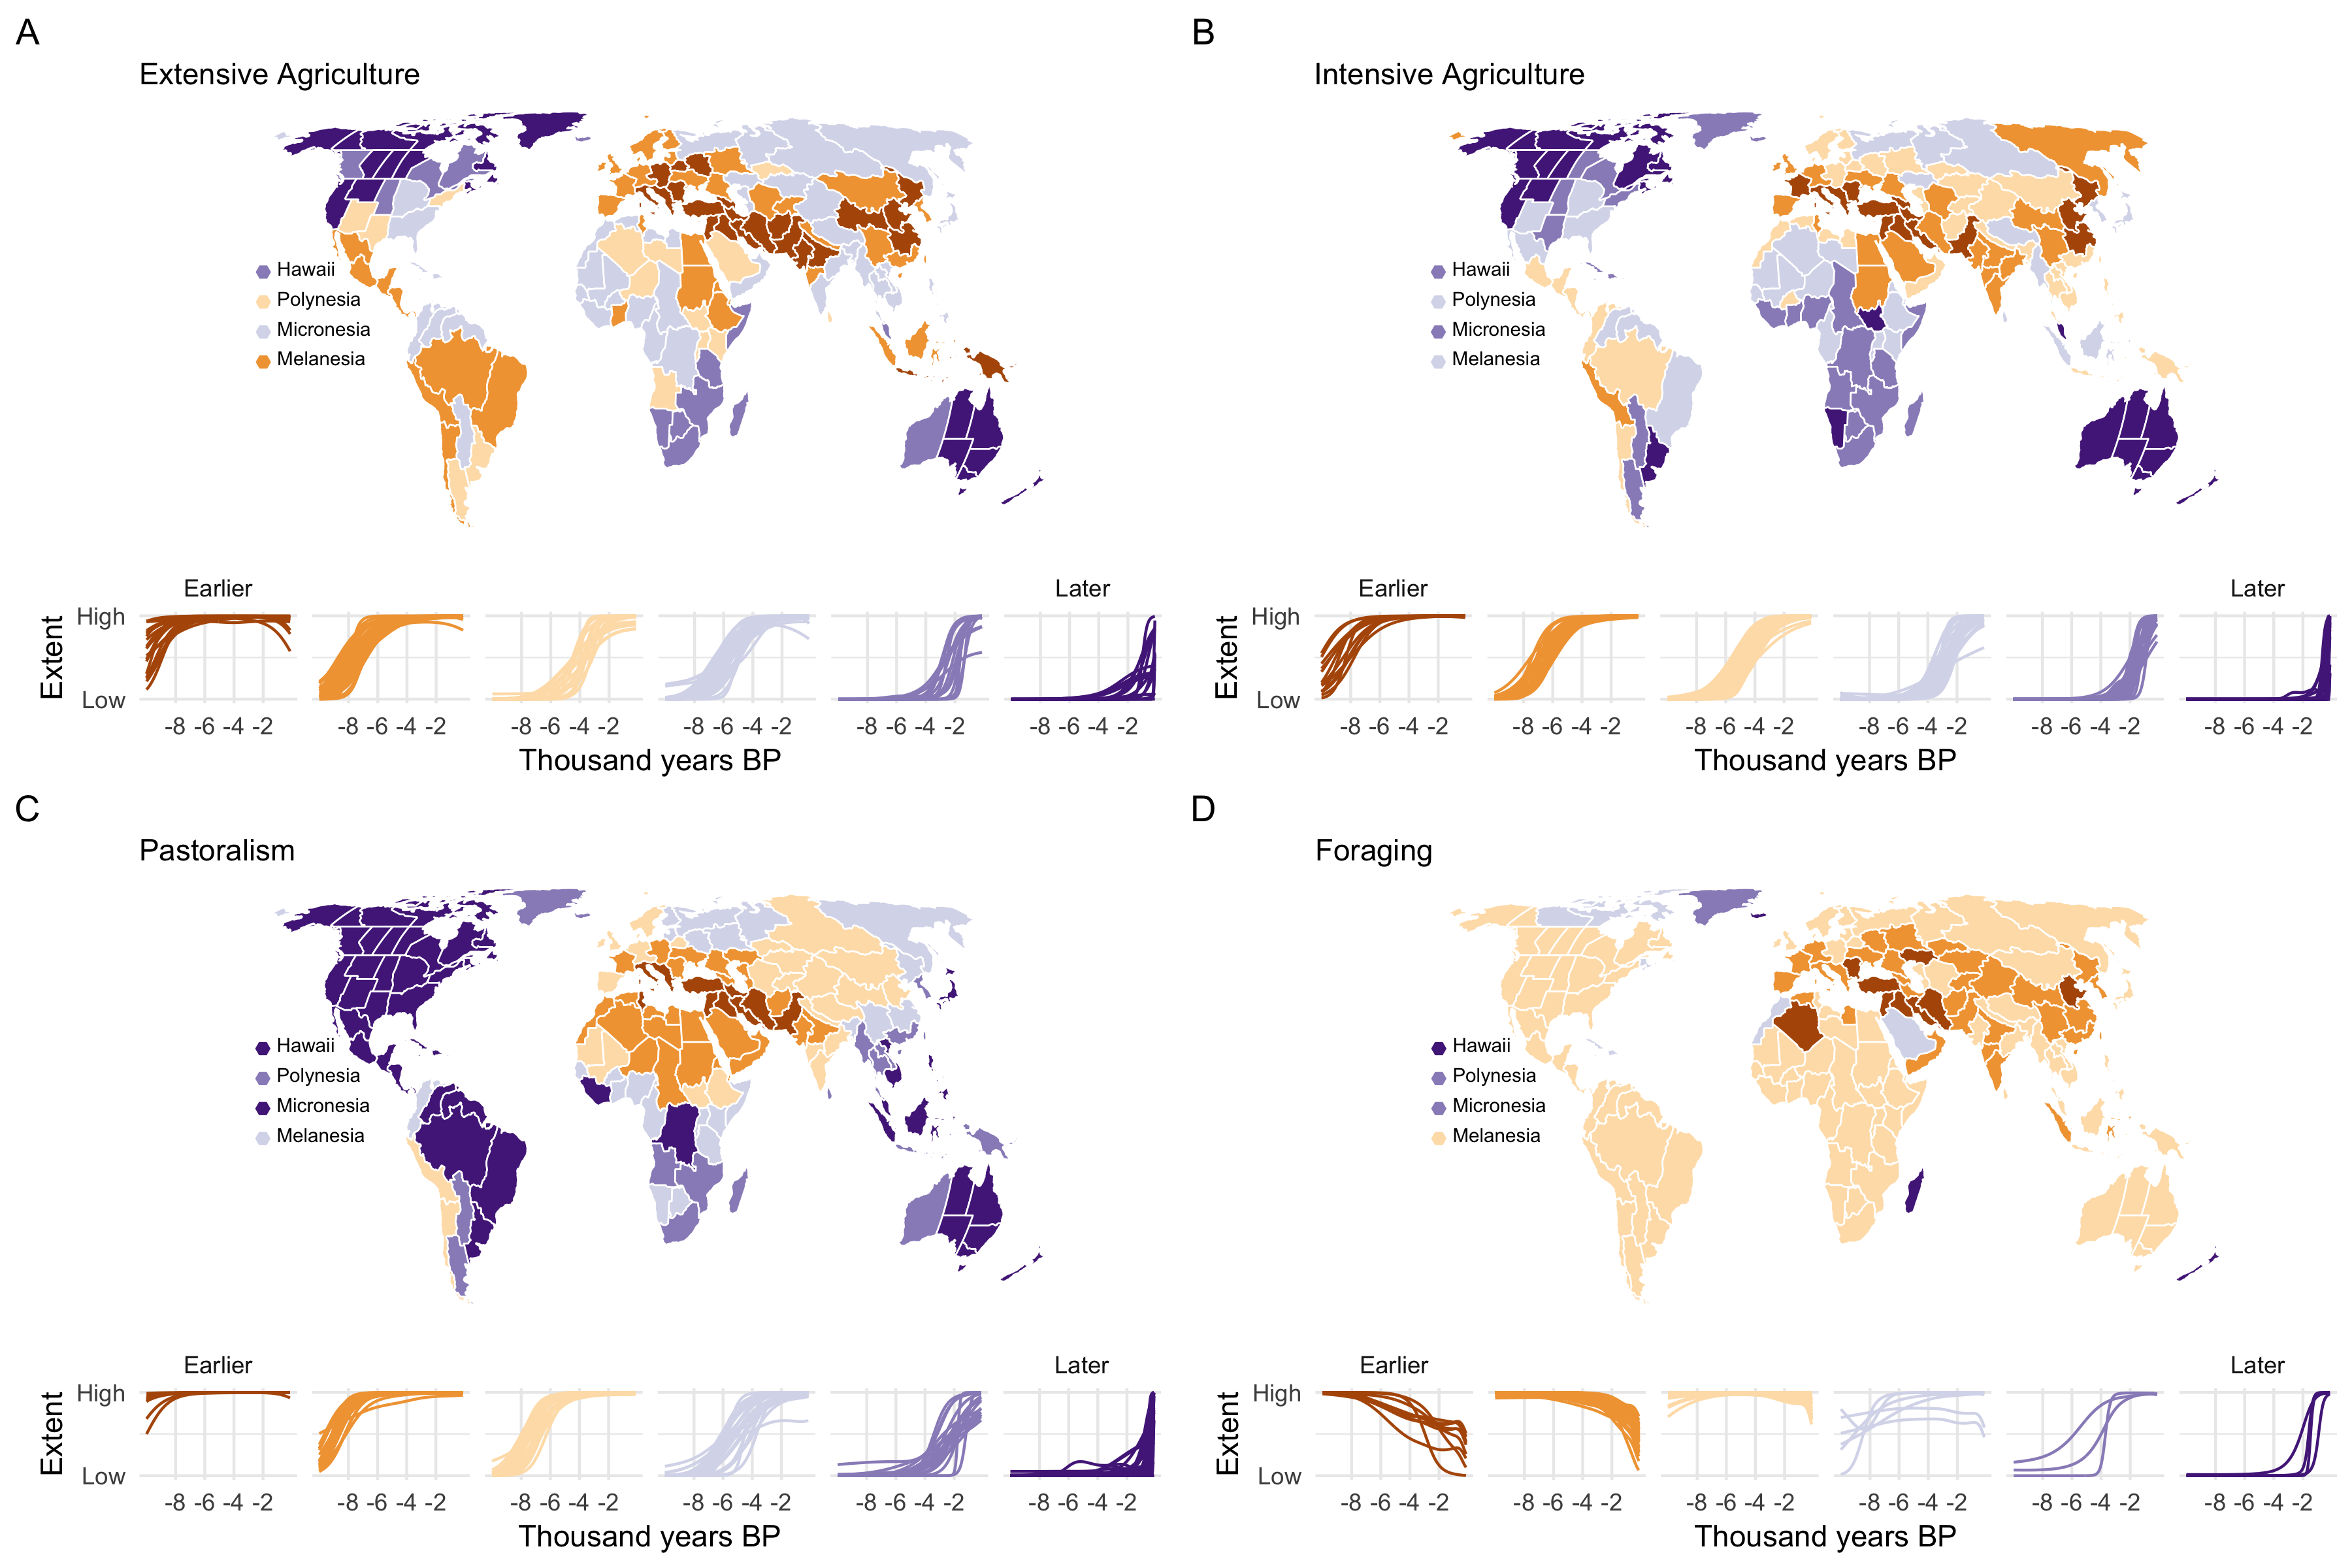 A
Extensive Agriculture
Hawaii
Polynesia
Micronesia
Melanesia
Earlier
Later
Extent
High
Low
-8 -6 -4 -2
-8 -6 -4 -2
-8 -6 -4 -2
-8 -6 -4 -2
-8 -6 -4 -2
-8 -6 -4 -2
Thousand years BP
B
Intensive Agriculture
Hawaii
Polynesia
Micronesia
Melanesia
Earlier
Later
Extent
High
Low
-8 -6 -4 -2
-8 -6 -4 -2
-8 -6 -4 -2
-8 -6 -4 -2
-8 -6 -4 -2
-8 -6 -4 -2
Thousand years BP
C
Pastoralism
Hawaii
Polynesia
Micronesia
Melanesia
Earlier
Later
Extent
High
Low
-8 -6 -4 -2
-8 -6 -4 -2
-8 -6 -4 -2
-8 -6 -4 -2
-8 -6 -4 -2
-8 -6 -4 -2
Thousand years BP
D
Foraging
Hawaii
Polynesia
Micronesia
Melanesia
Earlier
Later
Extent
High
Low
-8 -6 -4 -2
-8 -6 -4 -2
-8 -6 -4 -2
-8 -6 -4 -2
-8 -6 -4 -2
-8 -6 -4 -2
Thousand years BP